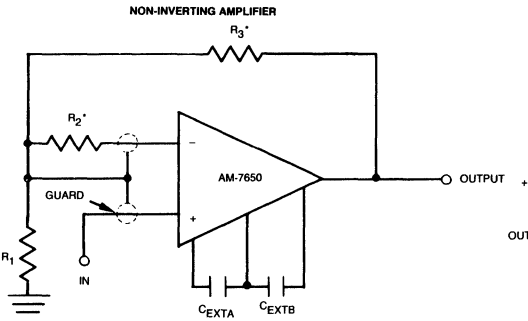 NON-INVERTING AMPLIFIER
R3*
R2*
−
AM-7650
OUTPUT
+
GUARD
+
OUT
R1
IN
CEXTA
CEXTB